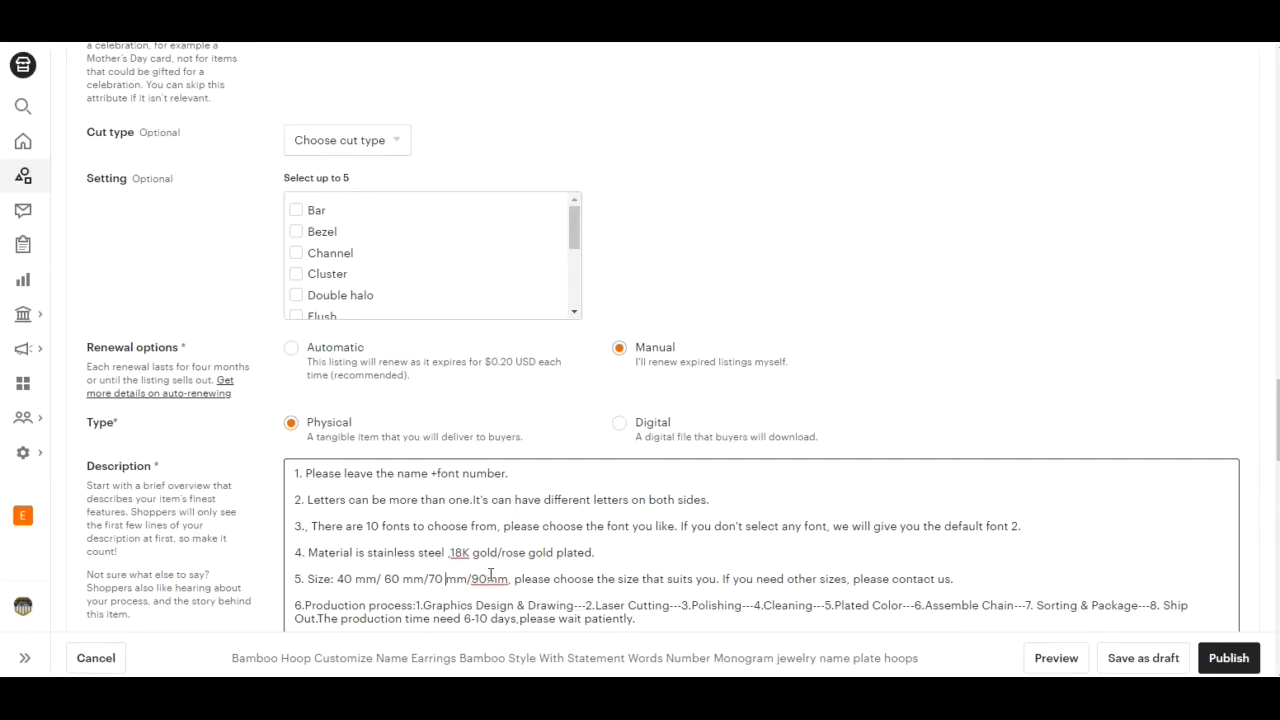 a celebration, for example a
Mother's Day card, not for items
that could be gifted for a
celebration. You can skip this
attribute if it isn't relevant.
Cut type Optional
Choose cut type
Setting Optional
Select up to 5
Bar
Bezel
Channel
Cluster
Double halo
Flush
Renewal options *
Each renewal lasts for four months
or until the listing sells out. Get
more details on auto-renewing
Automatic
This listing will renew as it expires for $0.20 USD each
time (recommended).
Manual
I'll renew expired listings myself.
Type*
Physical
A tangible item that you will deliver to buyers.
Digital
A digital file that buyers will download.
Description *
Start with a brief overview that
describes your item's finest
features. Shoppers will only see
the first few lines of your
description at first, so make it
count!
Not sure what else to say?
Shoppers also like hearing about
your process, and the story behind
this item.
1. Please leave the name +font number.
2. Letters can be more than one.It's can have different letters on both sides.
3., There are 10 fonts to choose from, please choose the font you like. If you don't select any font, we will give you the default font 2.
4. Material is stainless steel ,18K gold/rose gold plated.
5. Size: 40 mm/ 60 mm/70 mm/90mm, please choose the size that suits you. If you need other sizes, please contact us.
6.Production process:1.Graphics Design & Drawing---2.Laser Cutting---3.Polishing---4.Cleaning---5.Plated Color---6.Assemble Chain---7. Sorting & Package---8. Ship
Out.The production time need 6-10 days,please wait patiently.
E
Cancel
Bamboo Hoop Customize Name Earrings Bamboo Style With Statement Words Number Monogram jewelry name plate hoops
Preview
Save as draft
Publish